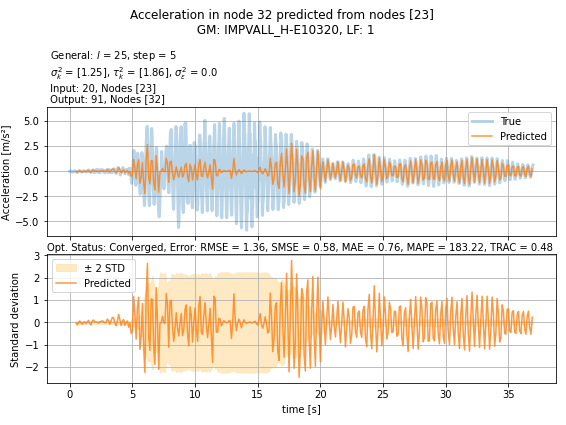 Acceleration in node 32 predicted from nodes [23]
GM: IMPVALL_H-E10320, LF: 1
General: l = 25, step = 5
σ²ₖ = [1.25], τ²ₖ = [1.86], σ²ε = 0.0
Input: 20, Nodes [23]
Output: 91, Nodes [32]
Acceleration [m/s²]
5.0
2.5
0.0
−2.5
−5.0
True
Predicted
Opt. Status: Converged, Error: RMSE = 1.36, SMSE = 0.58, MAE = 0.76, MAPE = 183.22, TRAC = 0.48
Standard deviation
3
2
1
0
−1
−2
± 2 STD
Predicted
0 5 10 15 20 25 30 35
time [s]